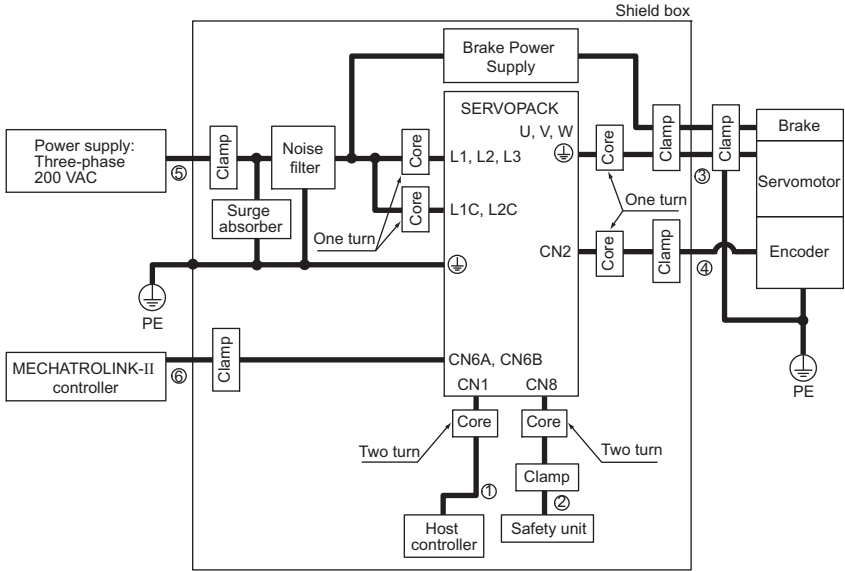 Shield box
Brake Power
Supply
SERVOPACK
U, V, W
Power supply:
Three-phase
200 VAC
⑤
Clamp
Noise
filter
Core
L1, L2, L3
Core
Clamp
Clamp
Brake
③
Servomotor
Surge
absorber
One turn
Core
L1C, L2C
One turn
CN2
Core
Clamp
④
Encoder
PE
PE
MECHATROLINK-II
controller
⑥
Clamp
CN6A, CN6B
CN1
CN8
Core
Core
Two turn
Two turn
Clamp
①
②
Host
controller
Safety unit